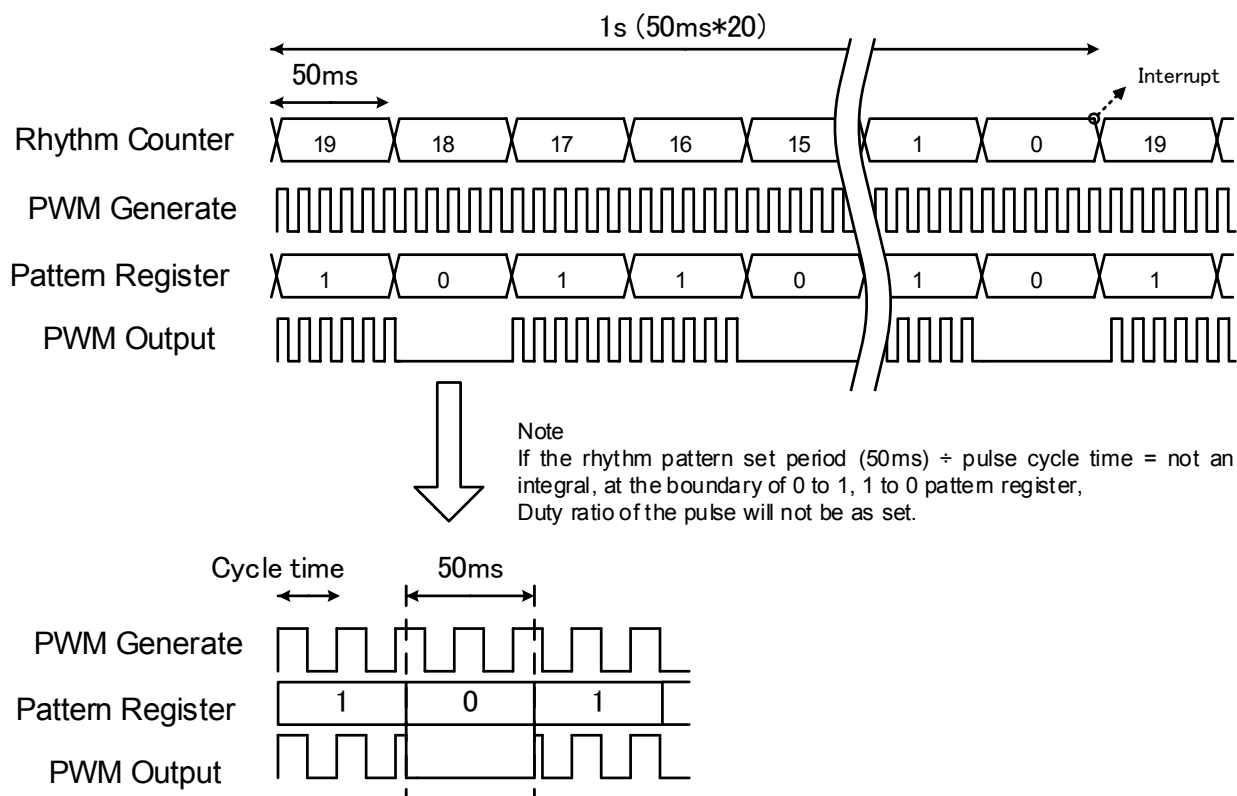 1s (50ms*20)
50ms
Interrupt
Rhythm Counter 19 18 17 16 15 1 0 19
PWM Generate
Pattern Register 1 0 1 1 0 1 0 1
PWM Output
Note
If the rhythm pattern set period (50ms) ÷ pulse cycle time = not an
integral, at the boundary of 0 to 1, 1 to 0 pattern register,
Duty ratio of the pulse will not be as set.
Cycle time 50ms
PWM Generate
Pattern Register 1 0 1
PWM Output